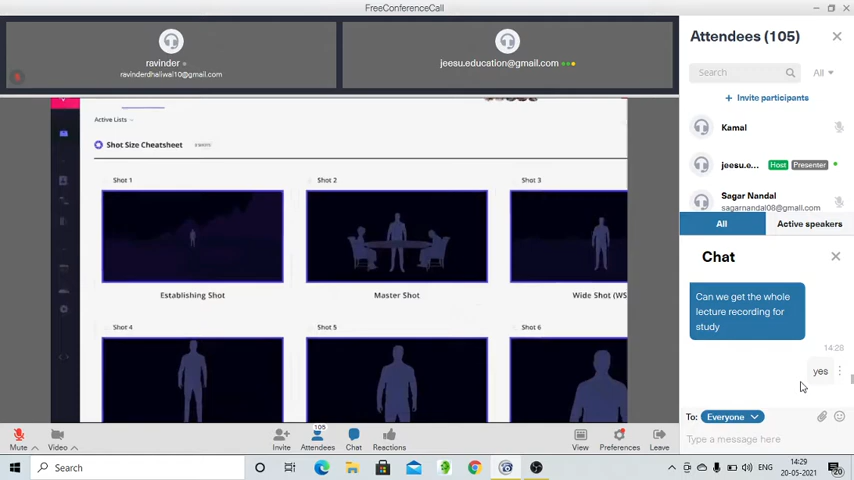 FreeConferenceCall
ravinder
ravinderdhaliwal10@gmail.com
jeesu.education@gmail.com
Active Lists
Shot Size Cheatsheet
Shot 1
Shot 2
Shot 3
Establishing Shot
Master Shot
Wide Shot (WS
Shot 4
Shot 5
Shot 6
Attendees (105)
Search
All
+ Invite participants
Kamal
jeesu.e...
Host
Presenter
Sagar Nandal
sagarnandal08@gmail.com
All
Active speakers
Chat
Can we get the whole
lecture recording for
study
14:28
yes
To: Everyone
Type a message here
Mute
Video
Invite
105
Attendees
Chat
Reactions
View
Preferences
Leave
Search
ENG
14:29
20-05-2021
20